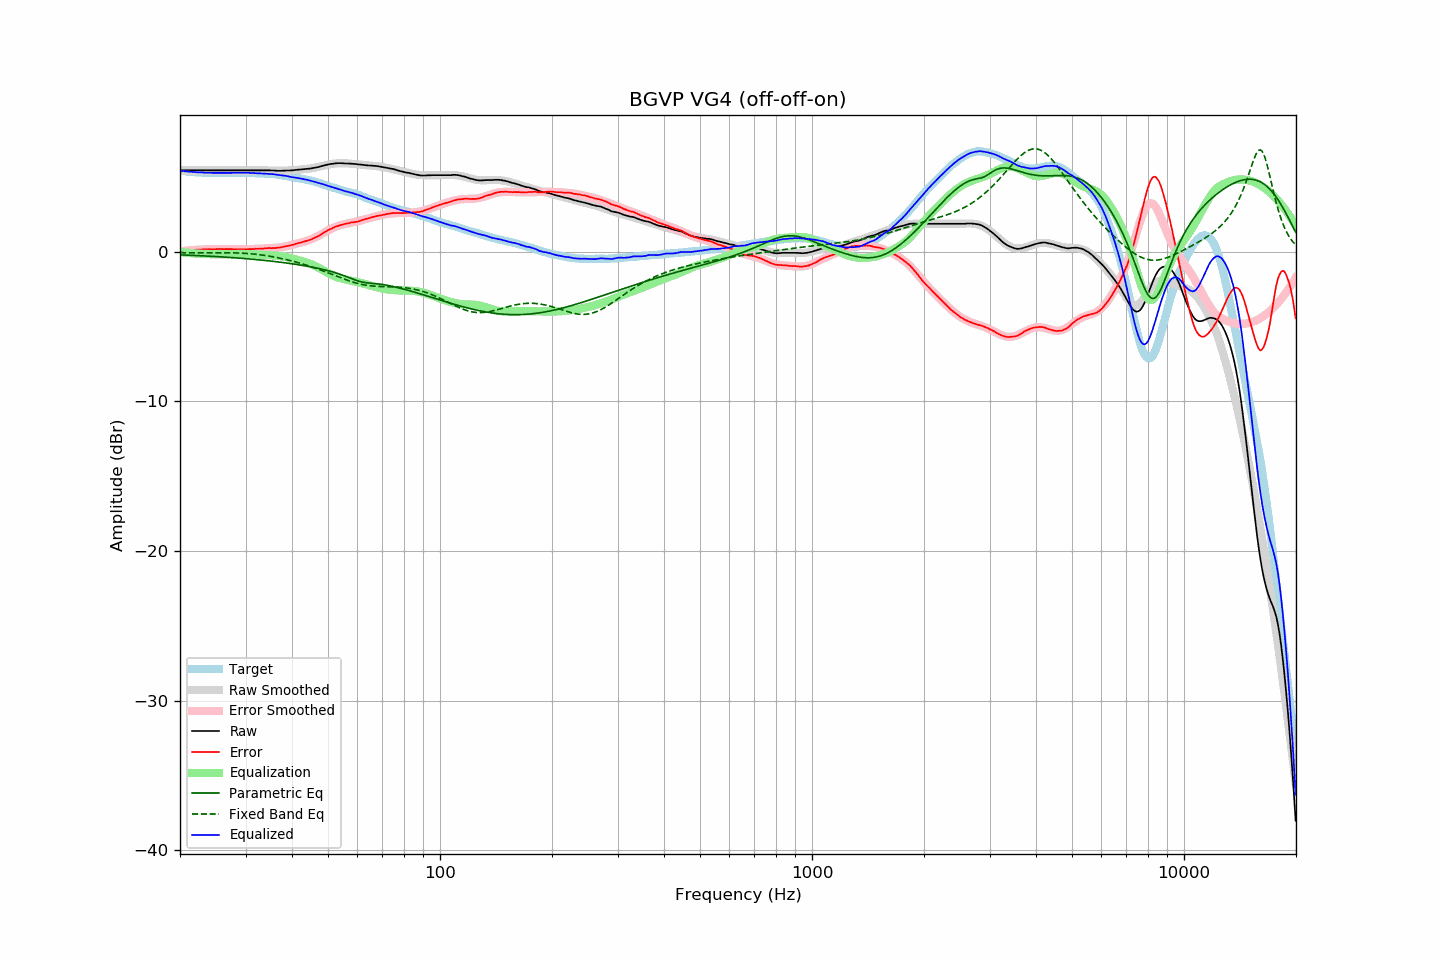 BGVP VG4 (off-off-on)
Amplitude (dBr)
0
−10
−20
−30
−40
Target
Raw Smoothed
Error Smoothed
Raw
Error
Equalization
Parametric Eq
Fixed Band Eq
Equalized
100
1000
10000
Frequency (Hz)